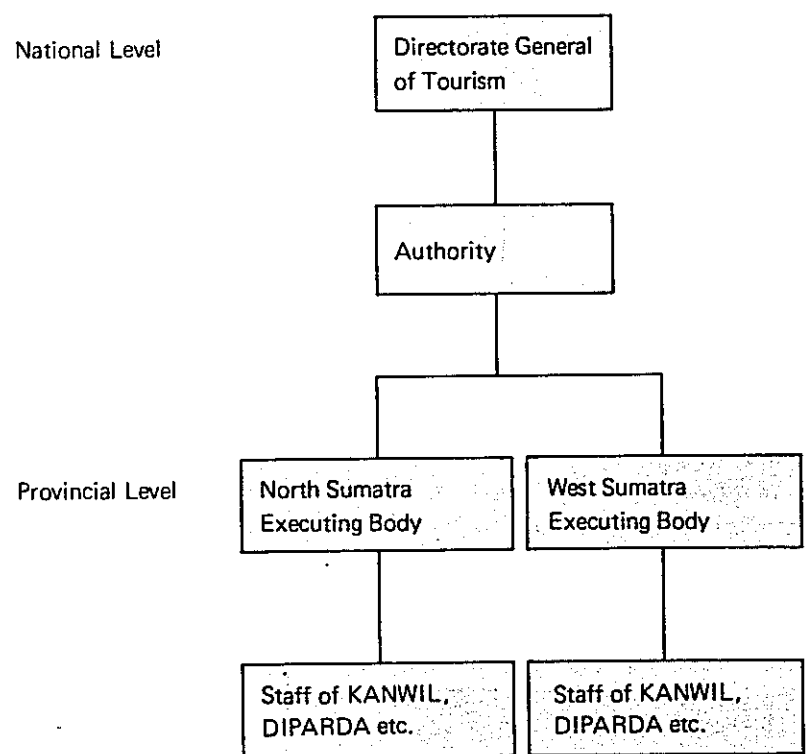 National Level
Directorate General
of Tourism
Authority
Provincial Level
North Sumatra
Executing Body
West Sumatra
Executing Body
Staff of KANWIL,
DIPARDA etc.
Staff of KANWIL,
DIPARDA etc.